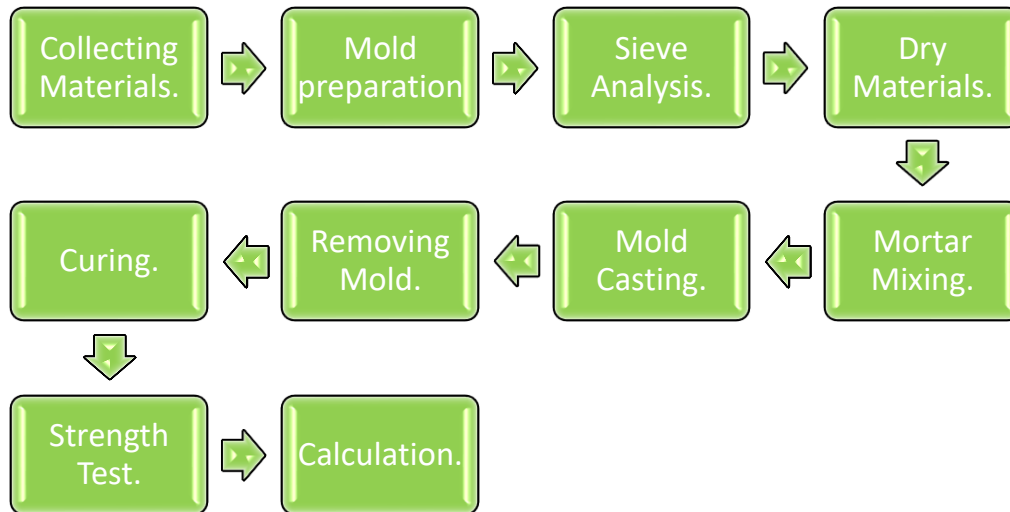 Collecting
Materials.
Mold
preparation
Sieve
Analysis.
Dry
Materials.
Mortar
Mixing.
Mold
Casting.
Removing
Mold.
Curing.
Strength
Test.
Calculation.